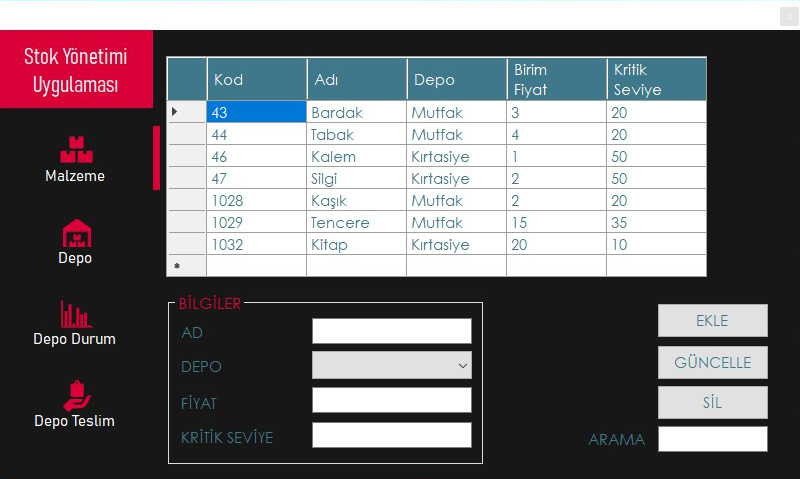 Stok Yönetimi
Uygulaması
Malzeme
Depo
Depo Durum
Depo Teslim
Kod Adı Depo Birim Fiyat Kritik Seviye
43 Bardak Mutfak 3 20
44 Tabak Mutfak 4 20
46 Kalem Kırtasiye 1 50
47 Silgi Kırtasiye 2 50
1028 Kaşık Mutfak 2 20
1029 Tencere Mutfak 15 35
1032 Kitap Kırtasiye 20 10
BİLGİLER
AD
DEPO
FİYAT
KRİTİK SEVİYE
EKLE
GÜNCELLE
SİL
ARAMA